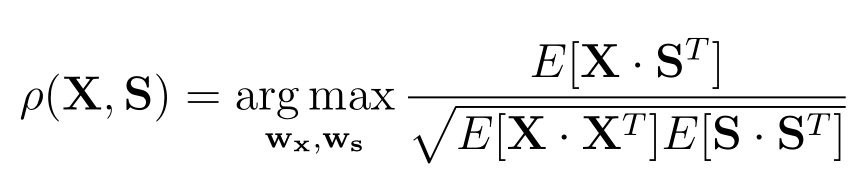 ρ(X, S) = arg max_{w_x,w_s} E[X · S^T] / √(E[X · X^T]E[S · S^T])